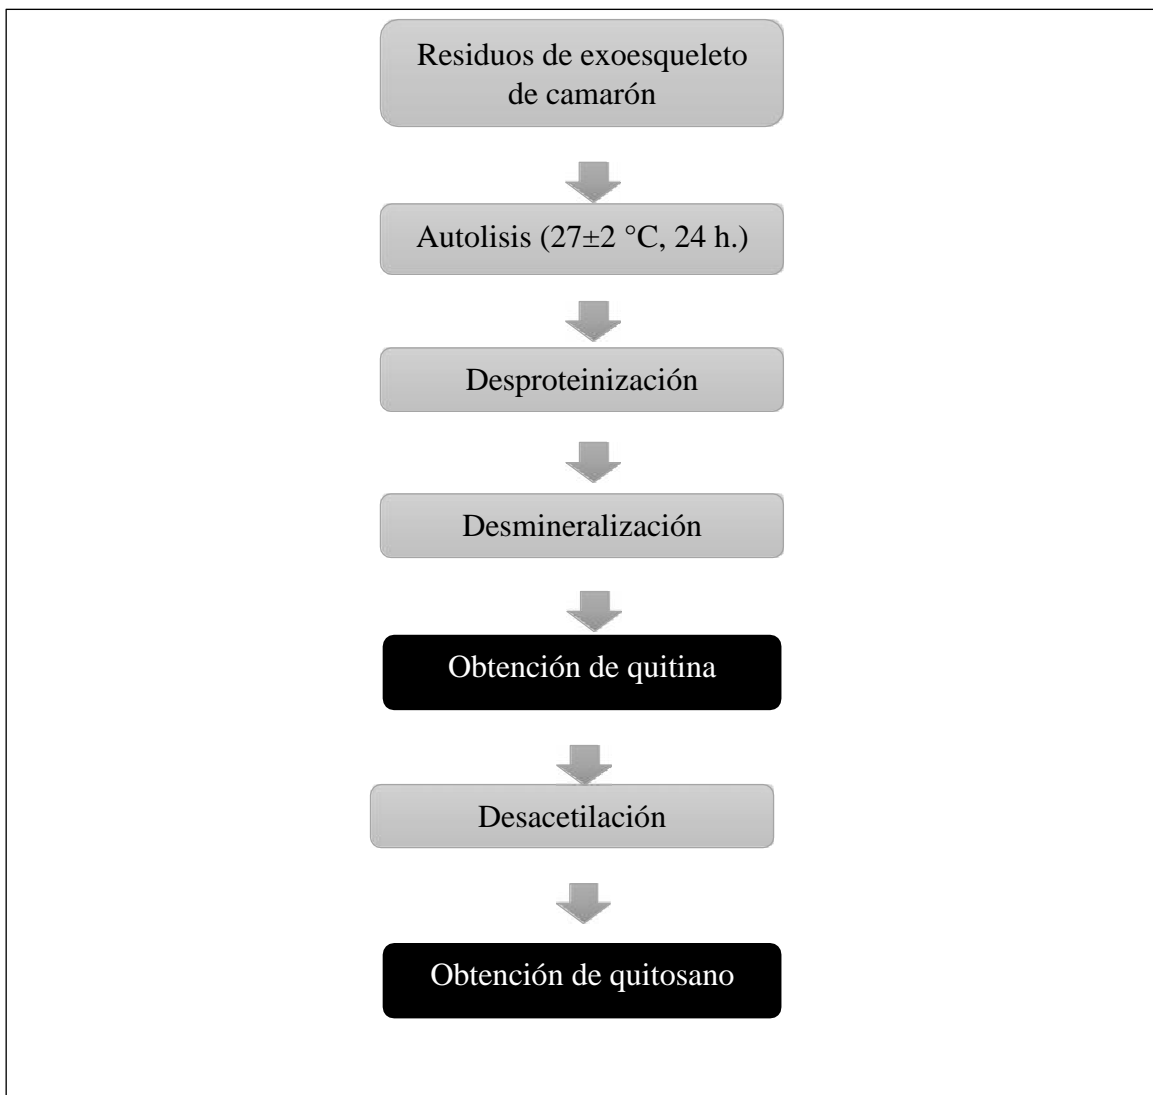 Residuos de exoesqueleto
de camarón
Autolisis (27±2 °C, 24 h.)
Desproteinización
Desmineralización
Obtención de quitina
Desacetilación
Obtención de quitosano